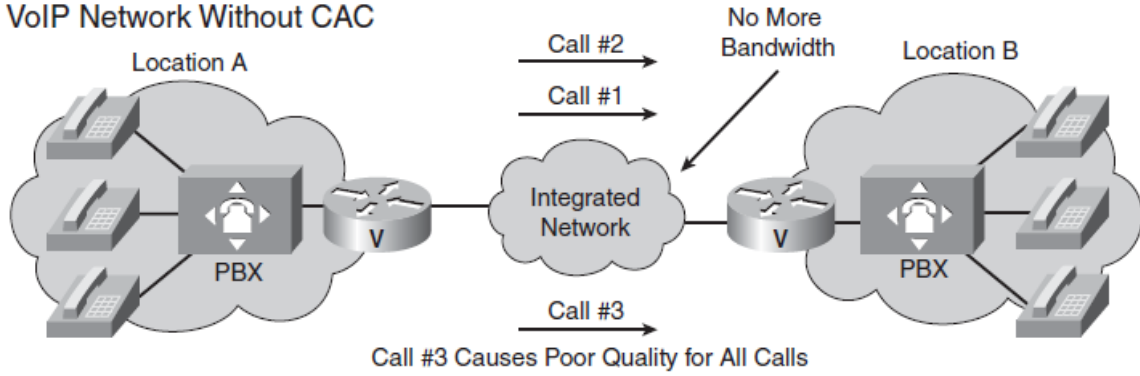 VoIP Network Without CAC
Location A
Call #2
No More
Bandwidth
Location B
Call #1
Integrated
Network
V
V
PBX
PBX
Call #3
Call #3 Causes Poor Quality for All Calls